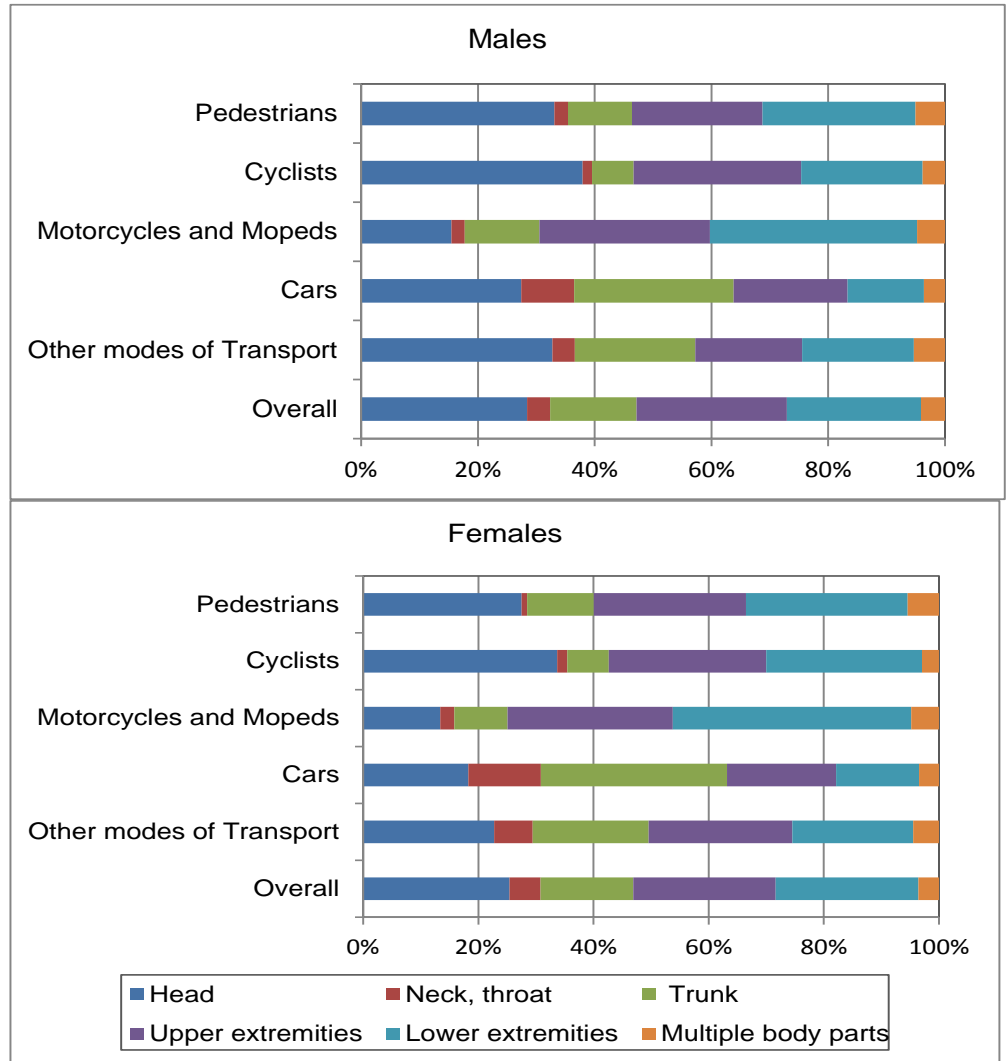 Males
Pedestrians
Cyclists
Motorcycles and Mopeds
Cars
Other modes of Transport
Overall
0% 20% 40% 60% 80% 100%
Females
Pedestrians
Cyclists
Motorcycles and Mopeds
Cars
Other modes of Transport
Overall
0% 20% 40% 60% 80% 100%
Head Neck, throat Trunk
Upper extremities Lower extremities Multiple body parts